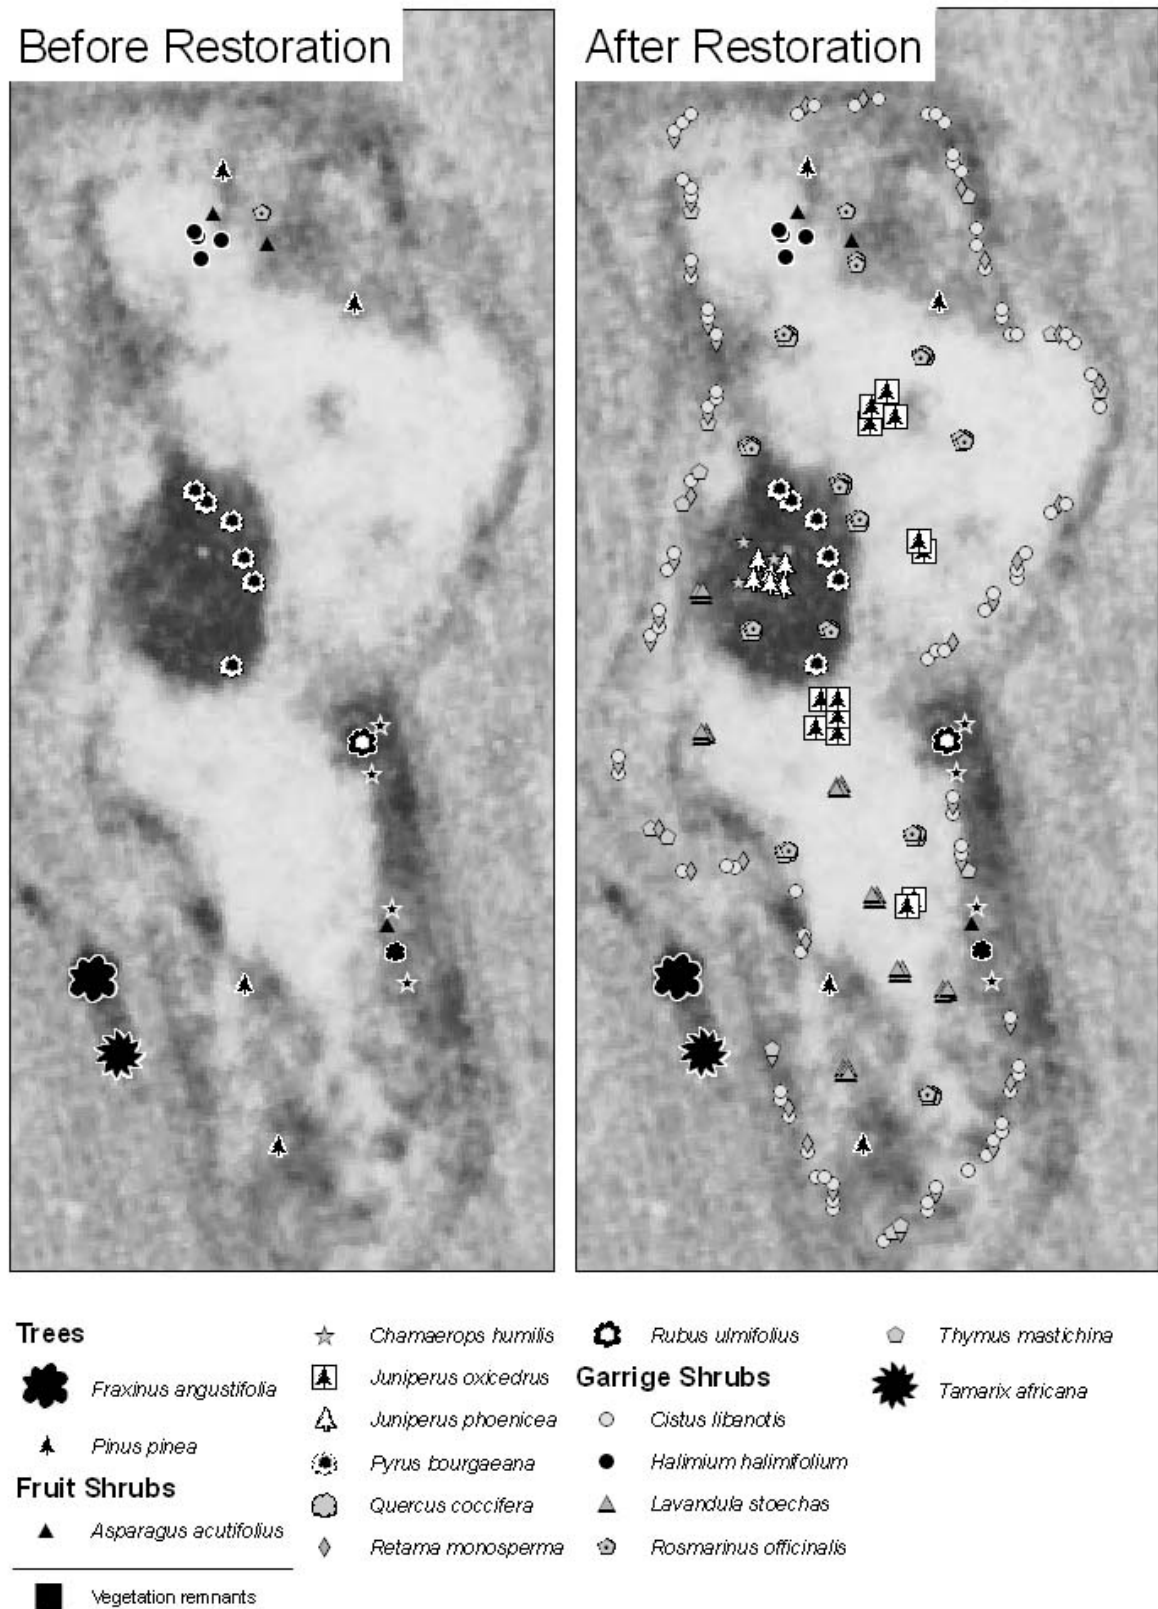 Before Restoration
After Restoration
Trees
Fraxinus angustifolia
Pinus pinea
Fruit Shrubs
Asparagus acutifolius
Vegetation remnants
Chamaerops humilis
Juniperus oxicedrus
Juniperus phoenicea
Pyrus bourgaeana
Quercus coccifera
Retama monosperma
Rubus ulmifolius
Garrige Shrubs
Cistus libanotis
Halimium halimifolium
Lavandula stoechas
Rosmarinus officinalis
Thymus mastichina
Tamarix africana